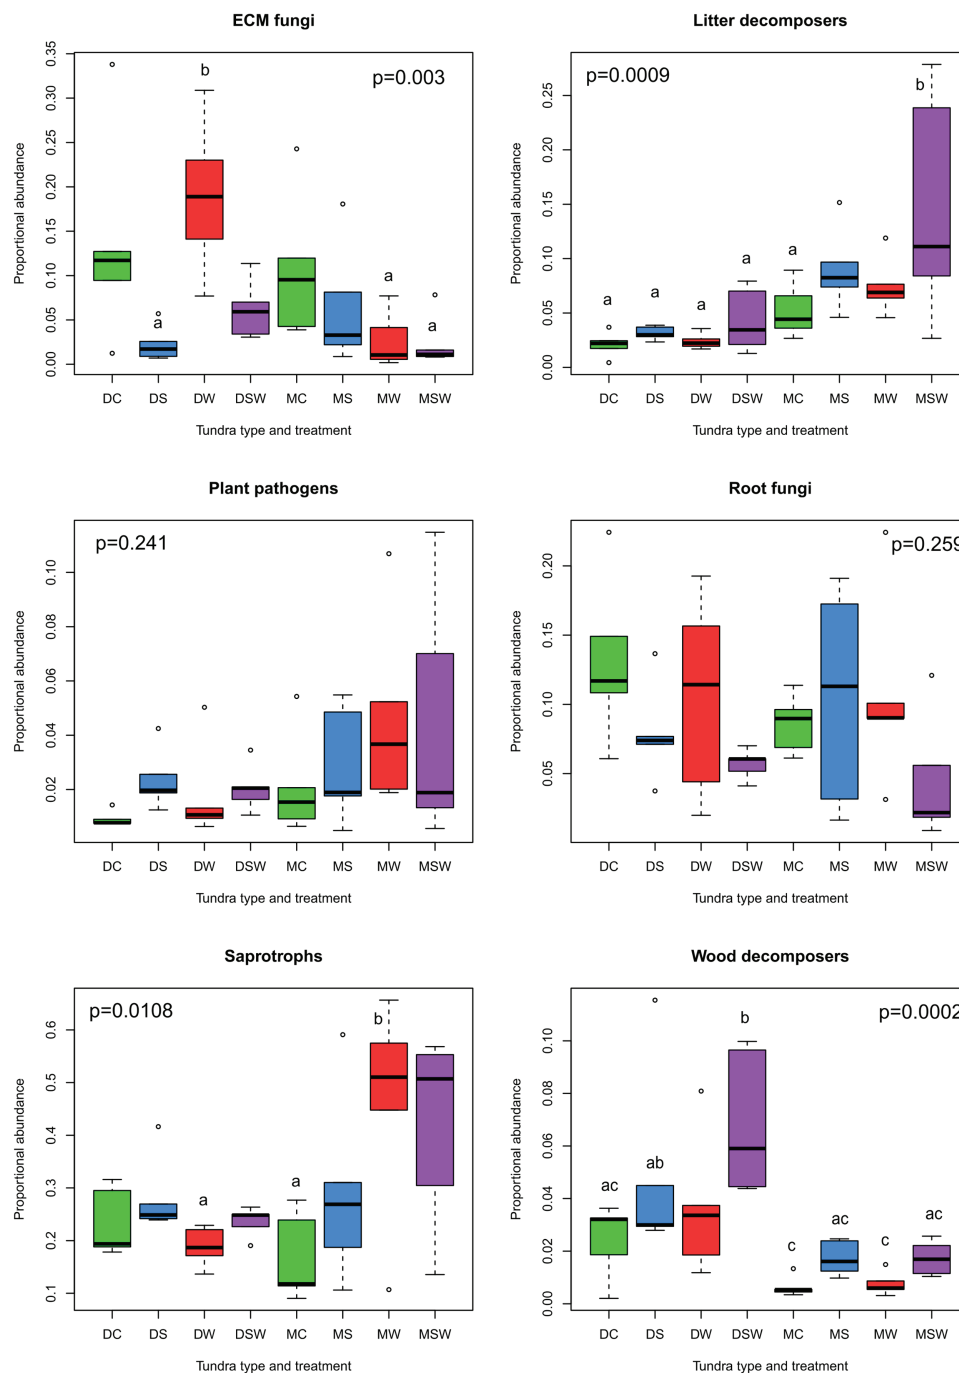 ECM fungi
p=0.003
b
a
a
a
Proportional abundance
0.00 0.05 0.10 0.15 0.20 0.25 0.30 0.35
DC DS DW DSW MC MS MW MSW
Tundra type and treatment
Litter decomposers
p=0.0009
b
a a a a a
Proportional abundance
0.00 0.05 0.10 0.15 0.20 0.25
DC DS DW DSW MC MS MW MSW
Tundra type and treatment
Plant pathogens
p=0.241
Proportional abundance
0.02 0.04 0.06 0.08 0.10
DC DS DW DSW MC MS MW MSW
Tundra type and treatment
Root fungi
p=0.259
Proportional abundance
0.05 0.10 0.15 0.20
DC DS DW DSW MC MS MW MSW
Tundra type and treatment
Saprotrophs
p=0.0108
b
a a
Proportional abundance
0.1 0.2 0.3 0.4 0.5 0.6
DC DS DW DSW MC MS MW MSW
Tundra type and treatment
Wood decomposers
p=0.0002
b
ac ab c ac c ac
Proportional abundance
0.00 0.02 0.04 0.06 0.08 0.10
DC DS DW DSW MC MS MW MSW
Tundra type and treatment